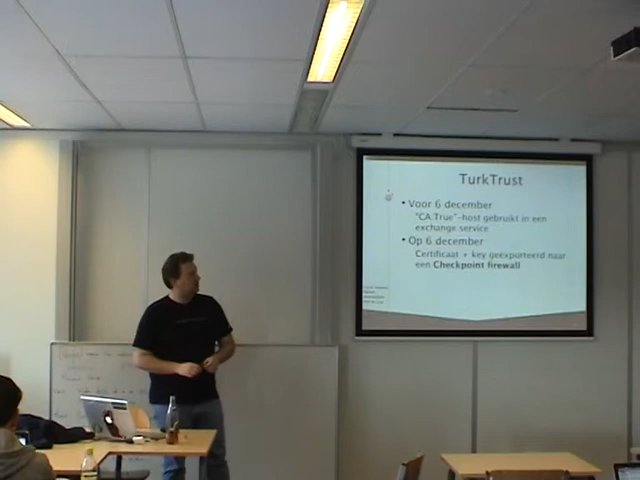 TurkTrust
• Voor 6 december
"CA True"-host gebruikt in een
exchange service
• Op 6 december
Certificaat + key geëxporteerd naar
een Checkpoint firewall